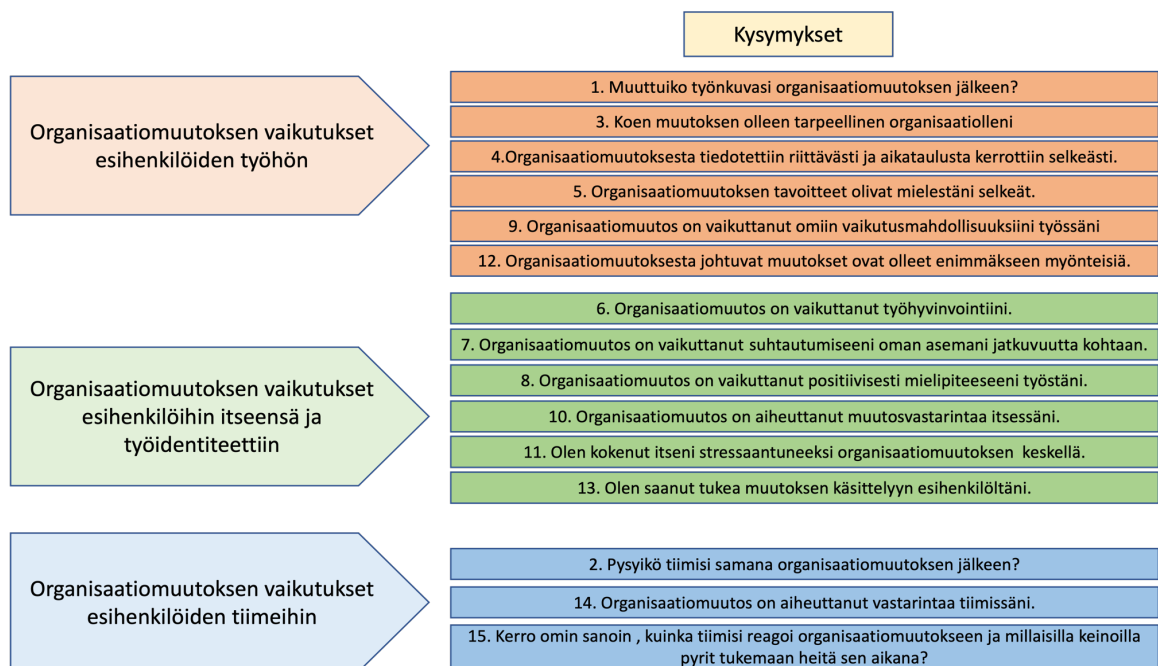 Kysymykset
Organisaatiomuutoksen vaikutukset
esihenkilöiden työhön
1. Muuttuiko työnkuvasi organisaatiomuutoksen jälkeen?
3. Koen muutoksen olleen tarpeellinen organisaatiolleni
4.Organisaatiomuutoksesta tiedotettiin riittävästi ja aikataulusta kerrottiin selkeästi.
5. Organisaatiomuutoksen tavoitteet olivat mielestäni selkeät.
9. Organisaatiomuutos on vaikuttanut omiin vaikutusmahdollisuuksiini työssäni
12. Organisaatiomuutoksesta johtuvat muutokset ovat olleet enimmäkseen myönteisiä.
Organisaatiomuutoksen vaikutukset
esihenkilöihin itseensä ja
työidentiteettiin
6. Organisaatiomuutos on vaikuttanut työhyvinvointiini.
7. Organisaatiomuutos on vaikuttanut suhtautumiseeni oman asemani jatkuvuutta kohtaan.
8. Organisaatiomuutos on vaikuttanut positiivisesti mielipiteeseeni työstäni.
10. Organisaatiomuutos on aiheuttanut muutosvastarintaa itsessäni.
11. Olen kokenut itseni stressaantuneeksi organisaatiomuutoksen keskellä.
13. Olen saanut tukea muutoksen käsittelyyn esihenkilöltäni.
Organisaatiomuutoksen vaikutukset
esihenkilöiden tiimeihin
2. Pysyikö tiimisi samana organisaatiomuutoksen jälkeen?
14. Organisaatiomuutos on aiheuttanut vastarintaa tiimissäni.
15. Kerro omin sanoin , kuinka tiimisi reagoi organisaatiomuutokseen ja millaisilla keinoilla
pyrit tukemaan heitä sen aikana?